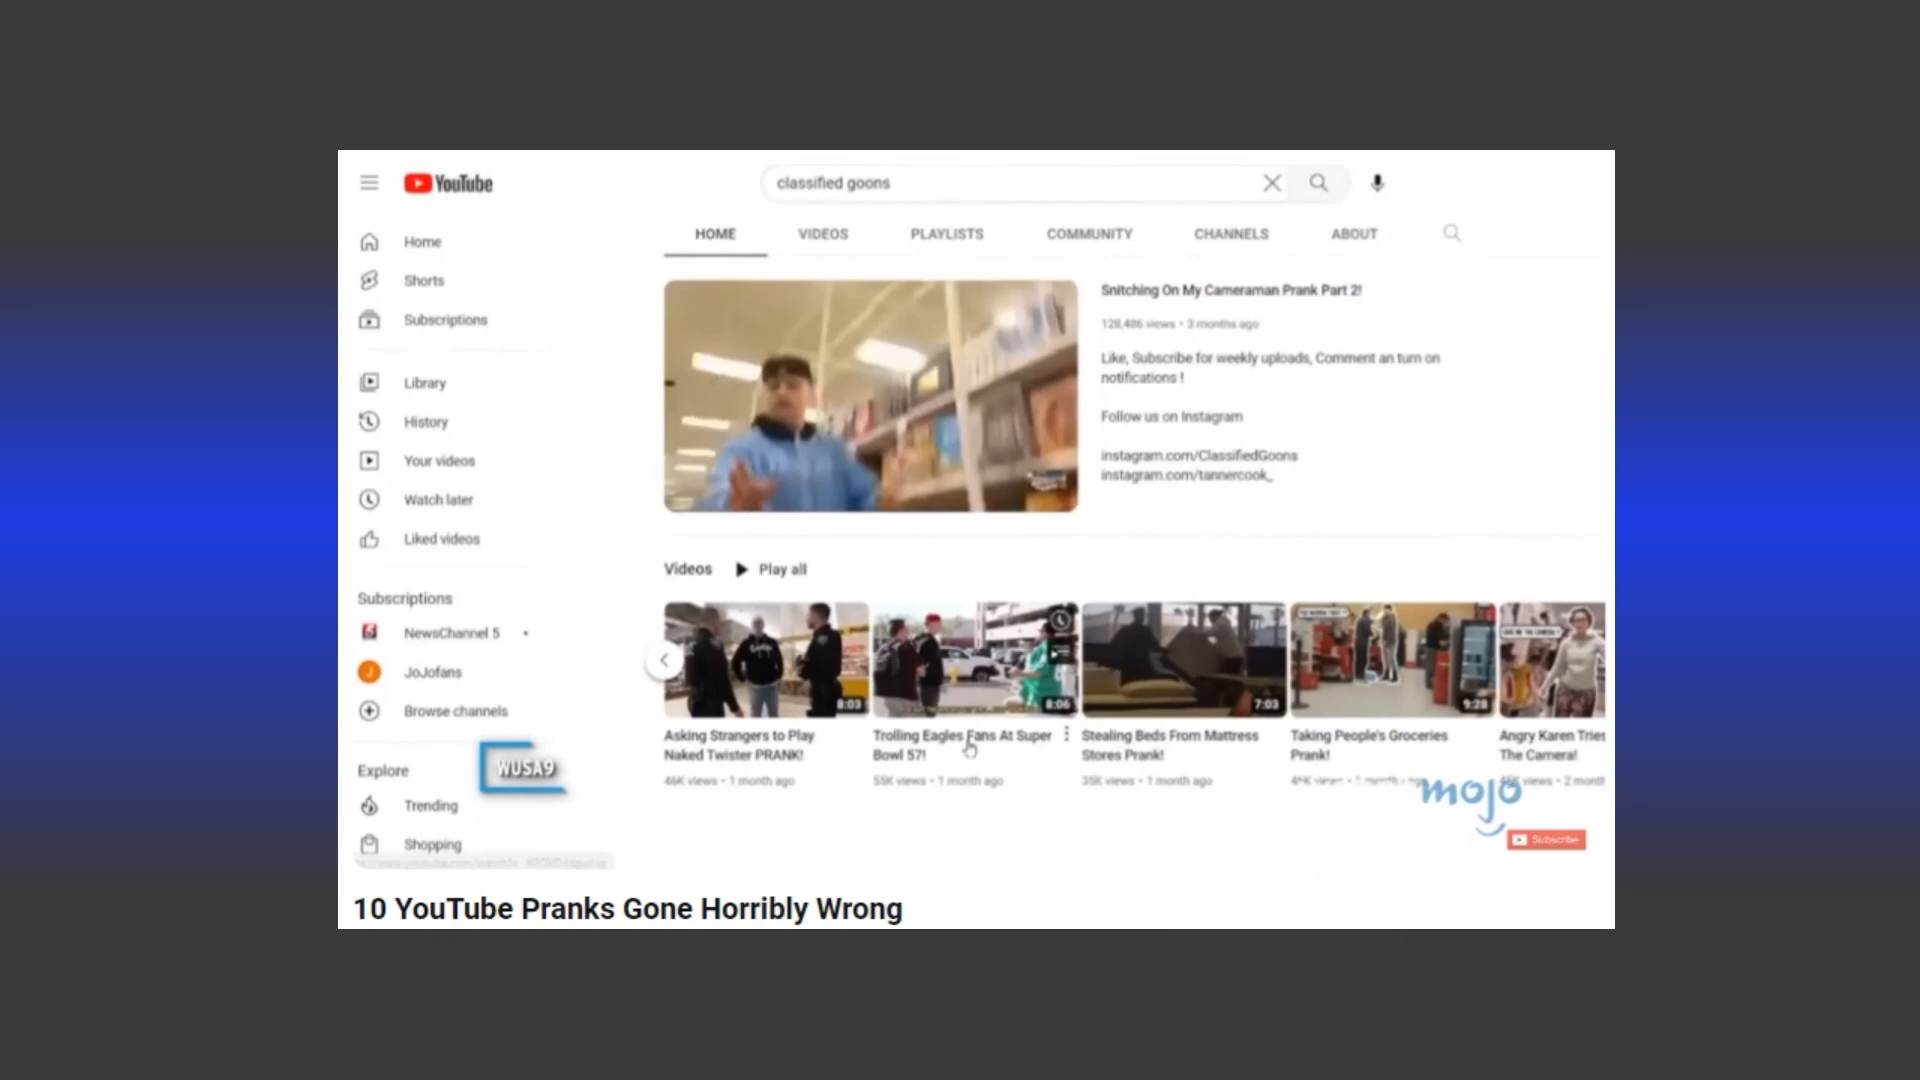 YouTube
classified goons
HOME VIDEOS PLAYLISTS COMMUNITY CHANNELS ABOUT
Home
Shorts
Subscriptions
Library
History
Your videos
Watch later
Liked videos
Subscriptions
NewsChannel 5
JoJofans
Browse channels
Explore
Trending
Shopping
WUSA9
Snitching On My Cameraman Prank Part 2!
128,486 views • 3 months ago
Like, Subscribe for weekly uploads, Comment an turn on
notifications !
Follow us on Instagram
instagram.com/ClassifiedGoons
instagram.com/tannercook_
Videos Play all
8:03
Asking Strangers to Play
Naked Twister PRANK!
46K views • 1 month ago
8:06
Trolling Eagles Fans At Super
Bowl 57!
55K views • 1 month ago
7:03
Stealing Beds From Mattress
Stores Prank!
35K views • 1 month ago
9:28
Taking People's Groceries
Prank!
Angry Karen Tries
The Camera!
views • 2 mont
mojo
Subscribe
10 YouTube Pranks Gone Horribly Wrong